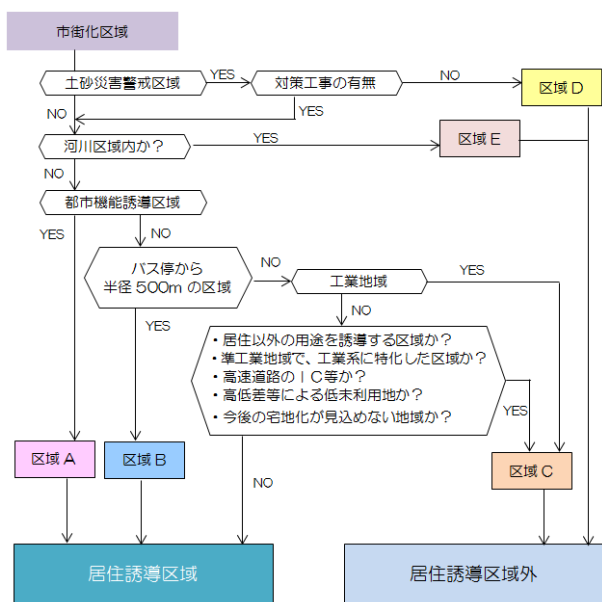 市街化区域
土砂災害警戒区域
YES
対策工事の有無
NO
区域 D
NO
YES
河川区域内か？
YES
区域 E
NO
都市機能誘導区域
YES
NO
バス停から
半径 500m の区域
NO
工業地域
YES
NO
YES
・居住以外の用途を誘導する区域か？
・準工業地域で、工業系に特化した区域か？
・高速道路のＩＣ等か？
・高低差等による低未利用地か？
・今後の宅地化が見込めない地域か？
YES
区域 A
区域 B
区域 C
NO
居住誘導区域
居住誘導区域外